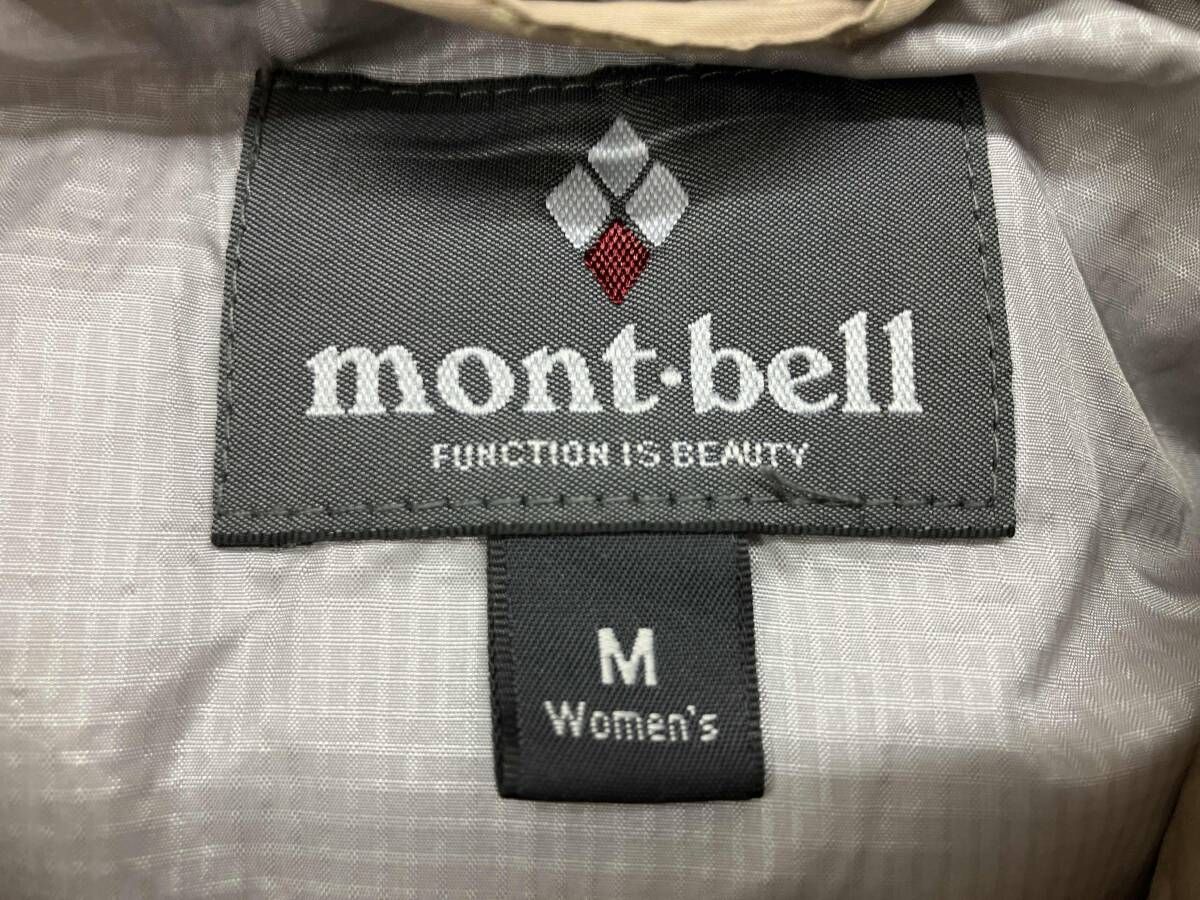 mont·bell
FUNCTION IS BEAUTY
M
Women's